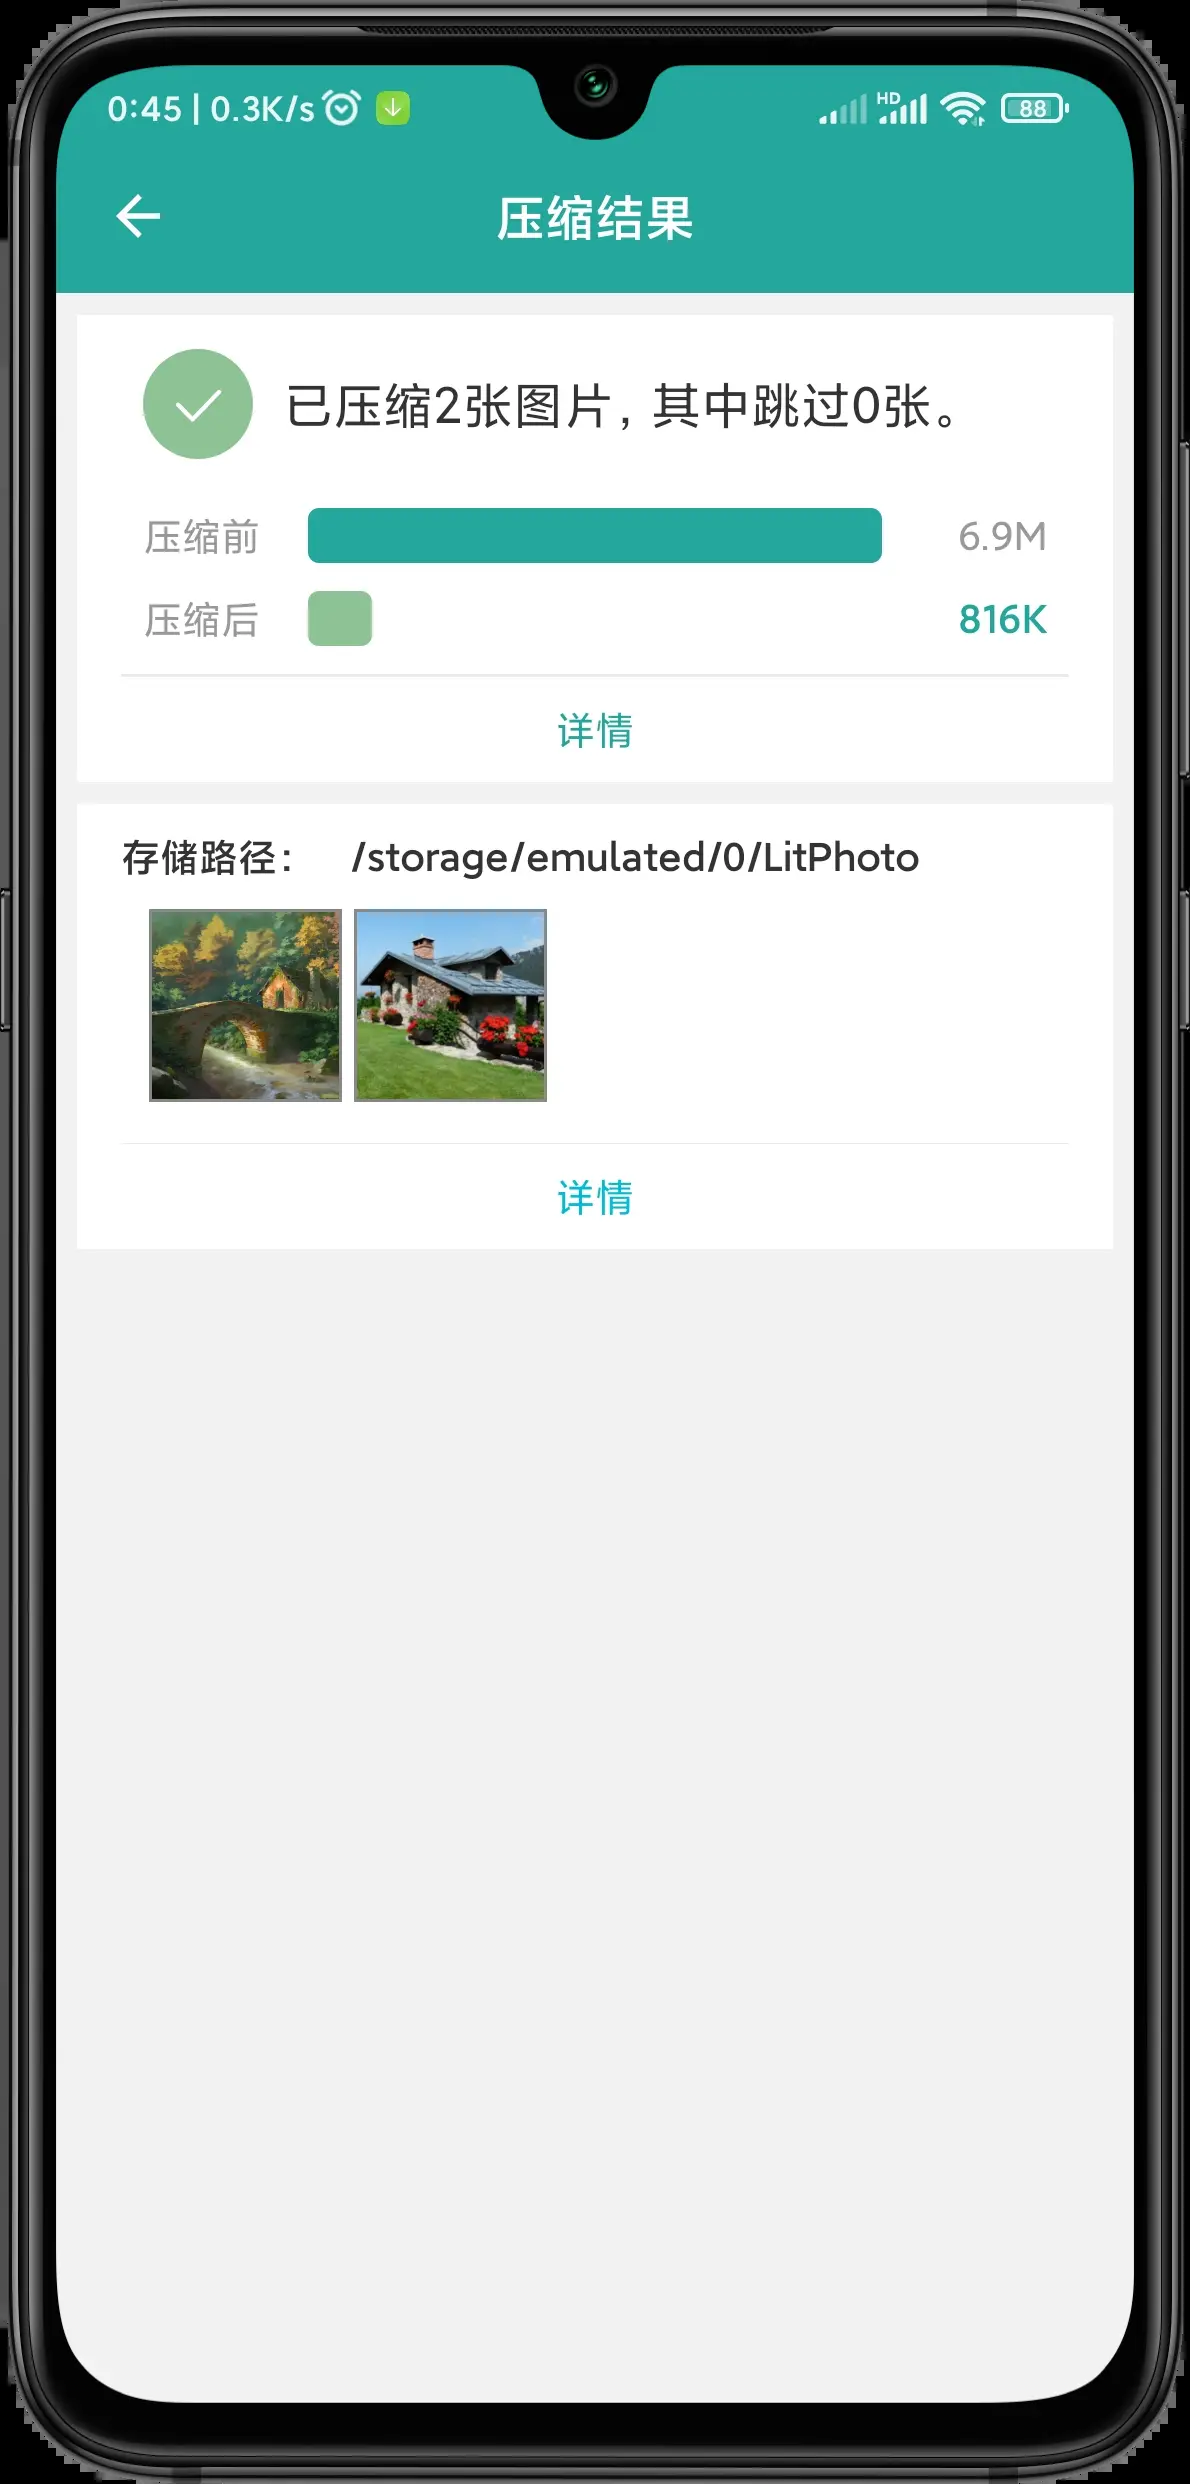 0:45 | 0.3K/s HD 88
压缩结果
已压缩2张图片，其中跳过0张。
压缩前 6.9M
压缩后 816K
详情
存储路径： /storage/emulated/0/LitPhoto
详情